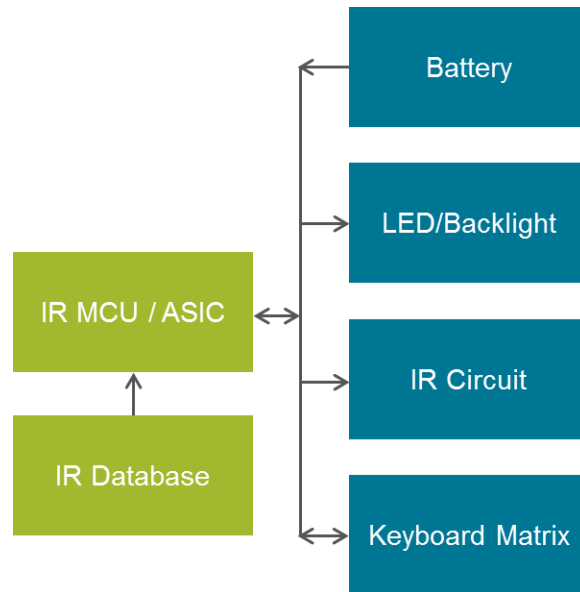 Battery
LED/Backlight
IR MCU / ASIC
IR Circuit
IR Database
Keyboard Matrix